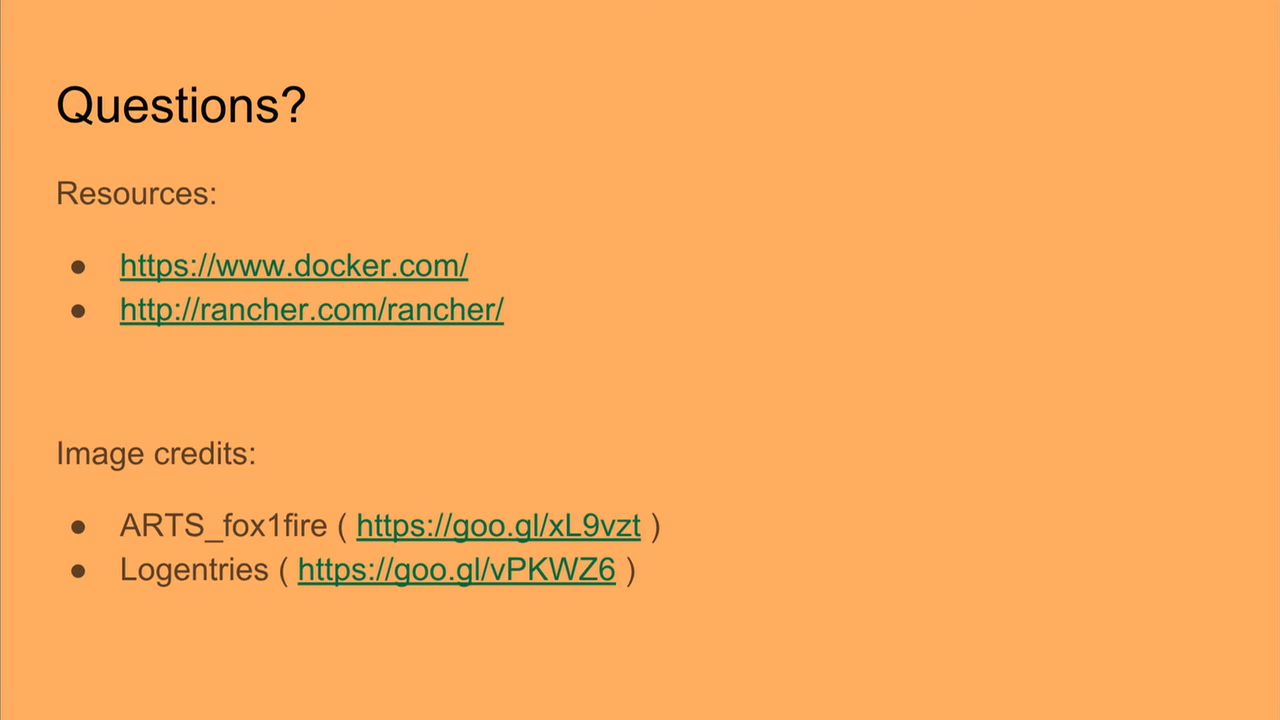 Questions?
Resources:
● https://www.docker.com/
● http://rancher.com/rancher/
Image credits:
● ARTS_fox1fire ( https://goo.gl/xL9vzt )
● Logentries ( https://goo.gl/vPKWZ6 )